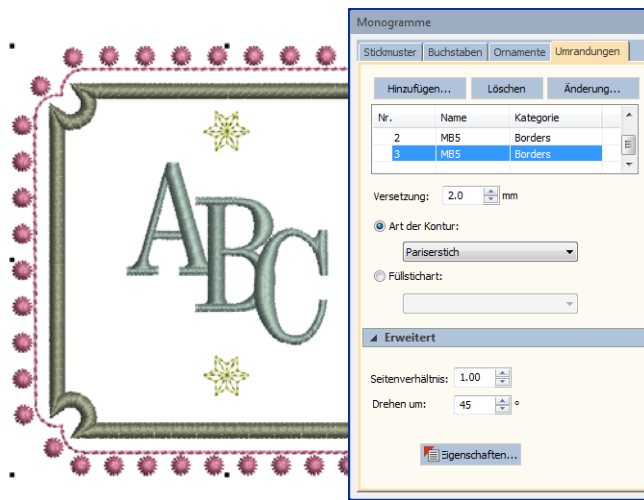 Monogramme
Stickmuster Buchstaben Ornamente Umrandungen
Hinzufügen... Löschen Änderung...
Nr. Name Kategorie
2 MB5 Borders
3 MB5 Borders
Versetzung: 2.0 mm
Art der Kontur:
Pariserstich
Füllstichart:
Erweitert
Seitenverhältnis: 1.00
Drehen um: 45 °
Eigenschaften...
ABC